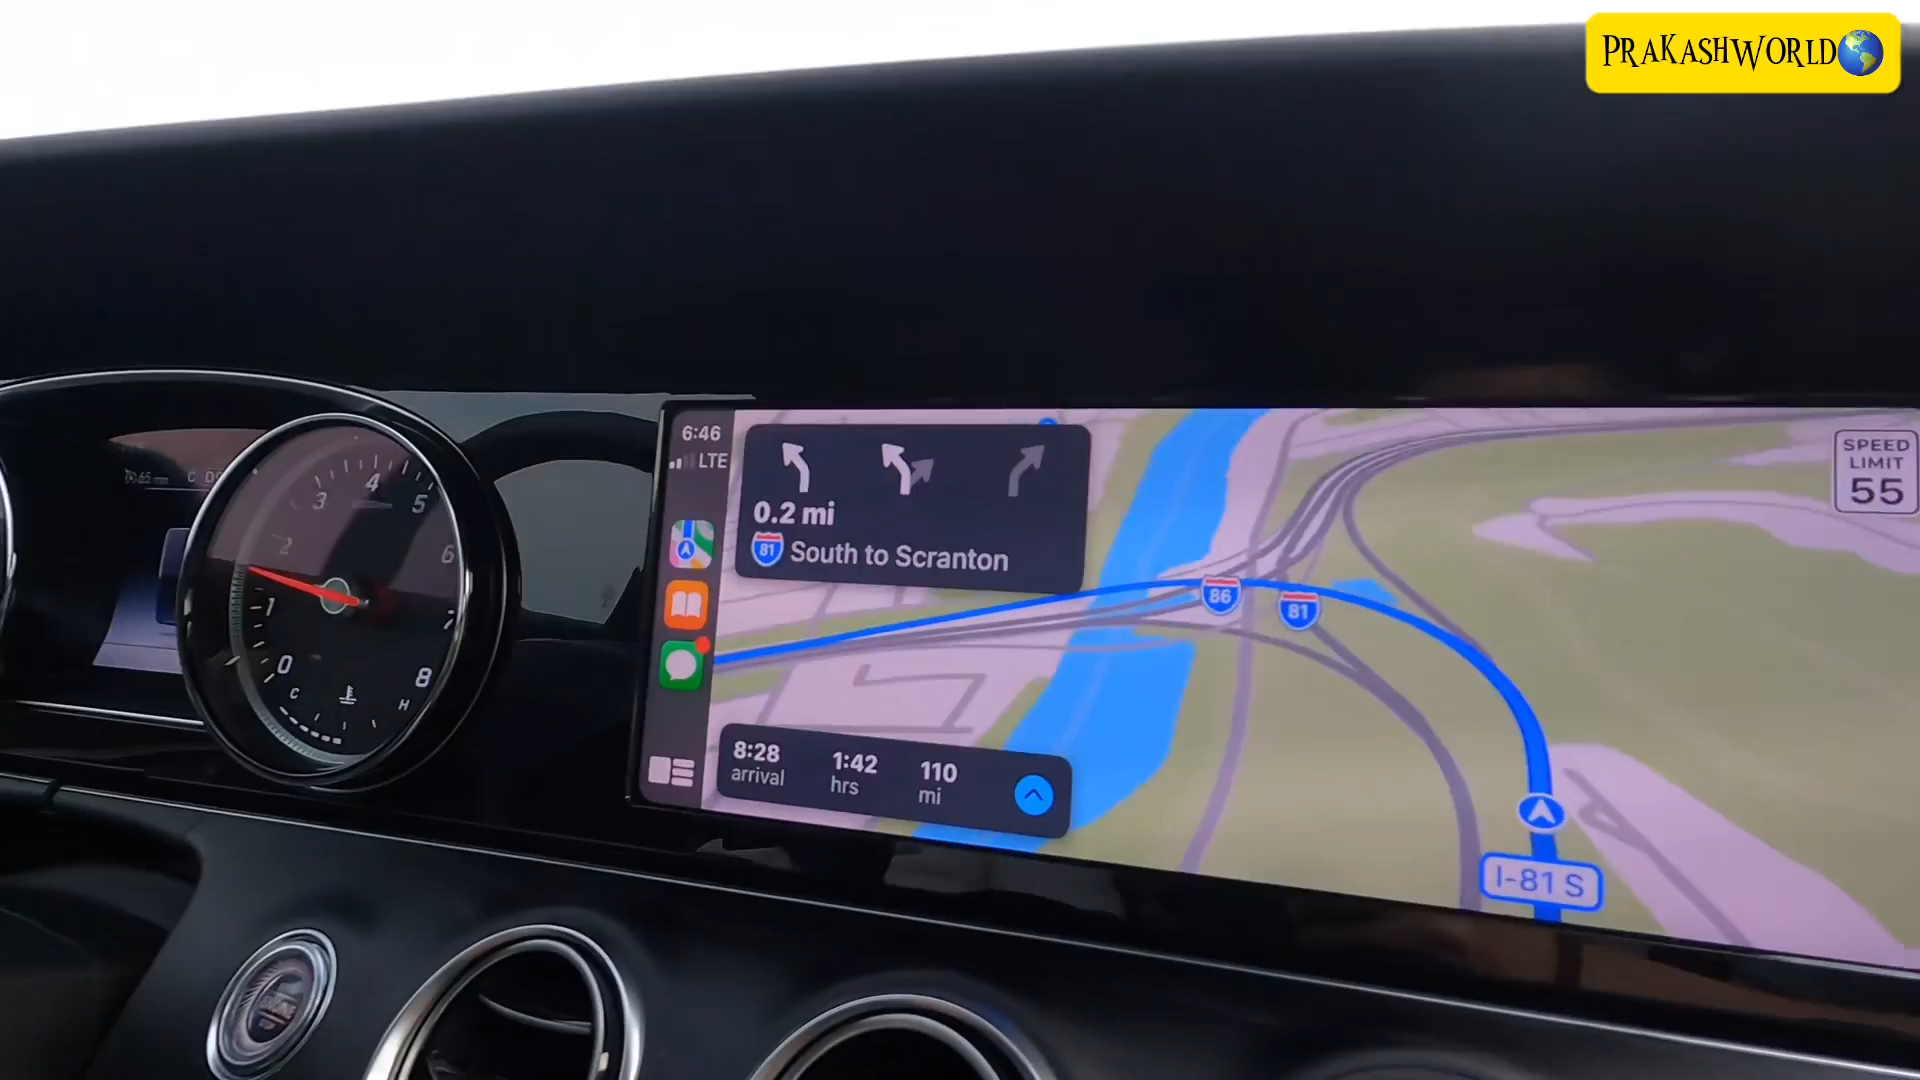 PRAKASHWORLD
6:46
LTE
0.2 mi
81 South to Scranton
SPEED
LIMIT
55
86
81
8:28
arrival
1:42
hrs
110
mi
I-81 S
65
C
0
1
2
3
4
5
6
7
8
C
H